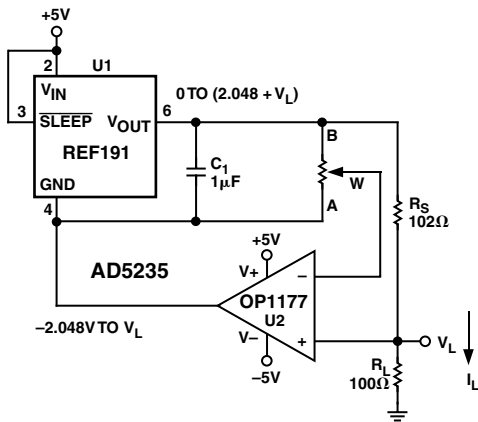 +5V
2
U1
V_IN
0 TO (2.048 + V_L)
3
SLEEP
V_OUT
6
B
REF191
C_1
1µF
W
GND
A
R_S
102Ω
4
+5V
AD5235
V+
−
OP1177
U2
−2.048V TO V_L
V−
+
V_L
−5V
R_L
100Ω
I_L